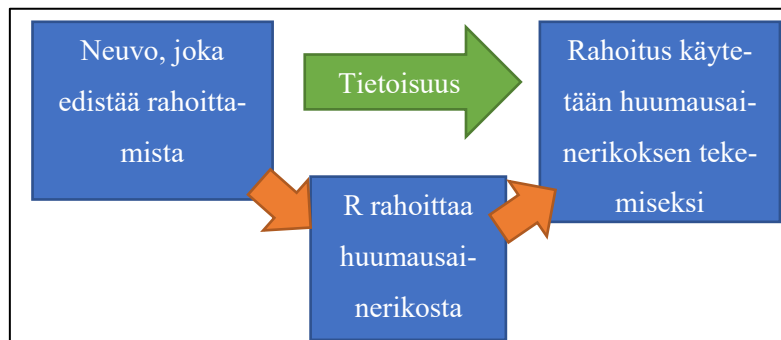 Neuvo, joka
edistää rahoitta-
mista
Tietoisuus
Rahoitus käyte-
tään huumausai-
nerikoksen teke-
miseksi
R rahoittaa
huumausai-
nerikosta